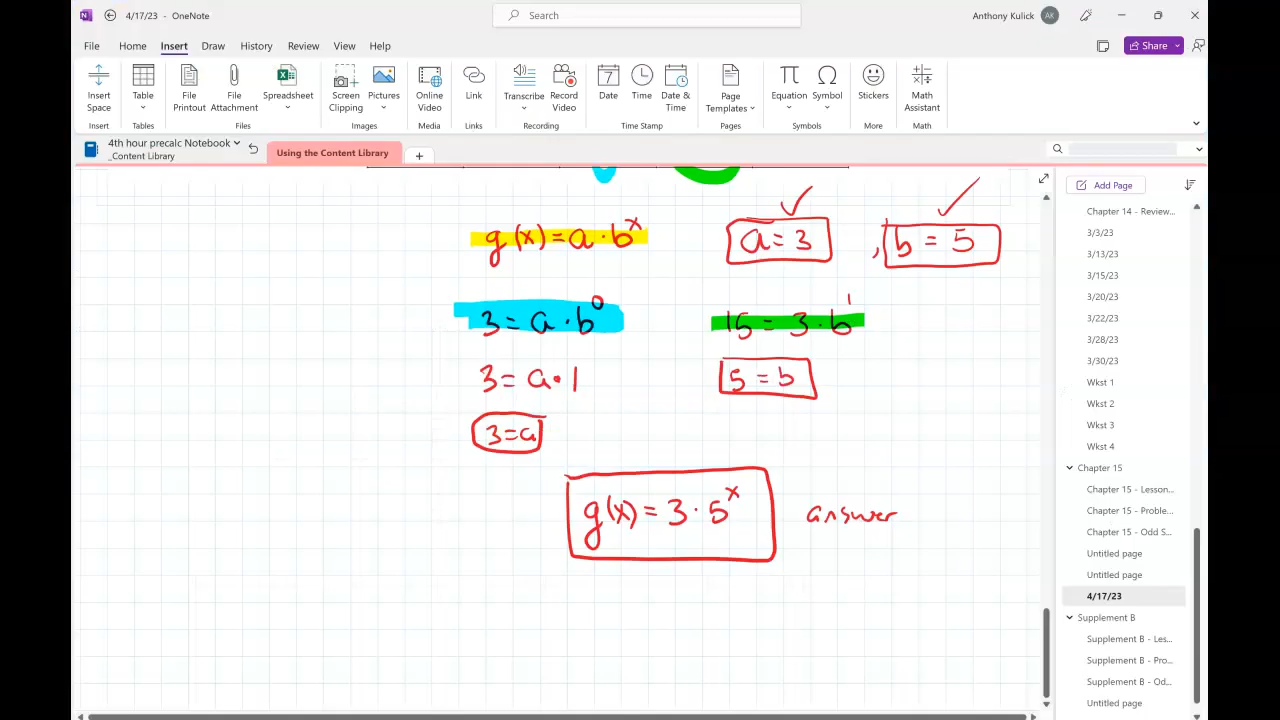 4/17/23 - OneNote
Search
Anthony Kulick AK
File Home Insert Draw History Review View Help
Share
Insert Space
Table
File Printout
File Attachment
Spreadsheet
Screen Clipping
Pictures
Online Video
Link
Transcribe
Record Video
Date
Time
Date & Time
Page Templates
Equation
Symbol
Stickers
Math Assistant
Insert Tables Files Images Media Links Recording Time Stamp Pages Symbols More Math
4th hour precalc Notebook
_Content Library
Using the Content Library
g(x) = a · b^x
a = 3 , b = 5
3 = a · b^0
15 = 3 · b^1
3 = a · 1
5 = b
3 = a
g(x) = 3 · 5^x answer
Add Page
Chapter 14 - Review...
3/3/23
3/13/23
3/15/23
3/20/23
3/22/23
3/28/23
3/30/23
Wkst 1
Wkst 2
Wkst 3
Wkst 4
Chapter 15
Chapter 15 - Lesson...
Chapter 15 - Proble...
Chapter 15 - Odd S...
Untitled page
Untitled page
4/17/23
Supplement B
Supplement B - Les...
Supplement B - Pro...
Supplement B - Od...
Untitled page